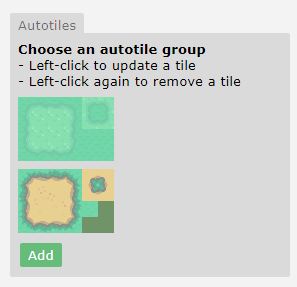 Autotiles
Choose an autotile group
- Left-click to update a tile
- Left-click again to remove a tile
Add